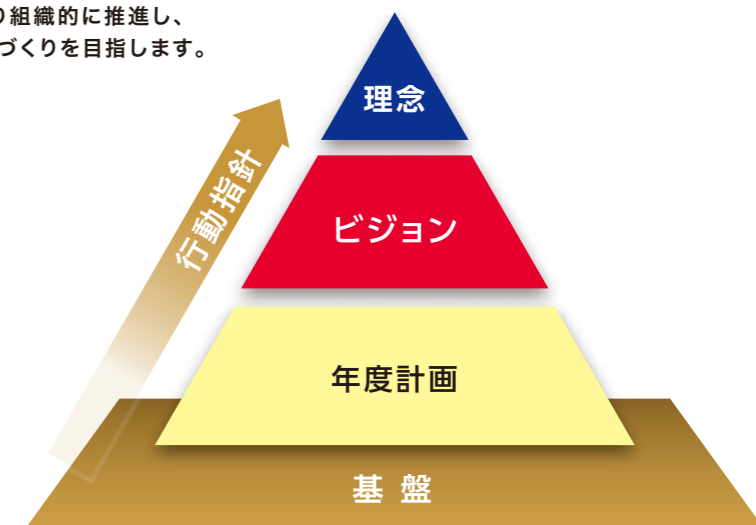 り組織的に推進し、
づくりを目指します。
理念
行動指針
ビジョン
年度計画
基 盤